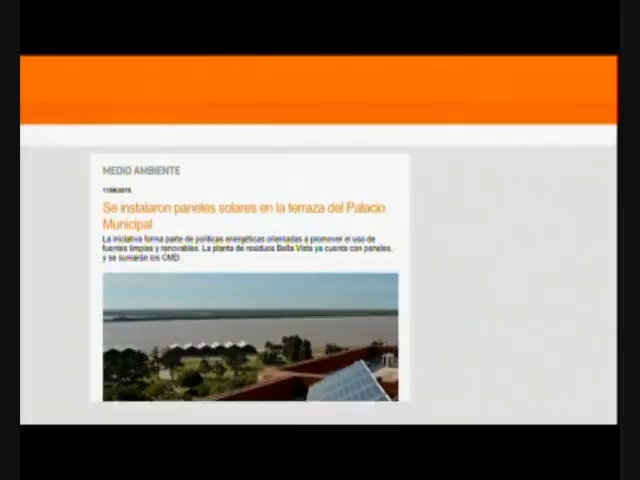 MEDIO AMBIENTE
Se instalaron paneles solares en la terraza del Palacio
Municipal
La iniciativa forma parte de políticas energéticas orientadas a promover el uso de
fuentes limpias y renovables. La planta de residuos Bella Vista ya cuenta con paneles,
y se sumarán los CMD.